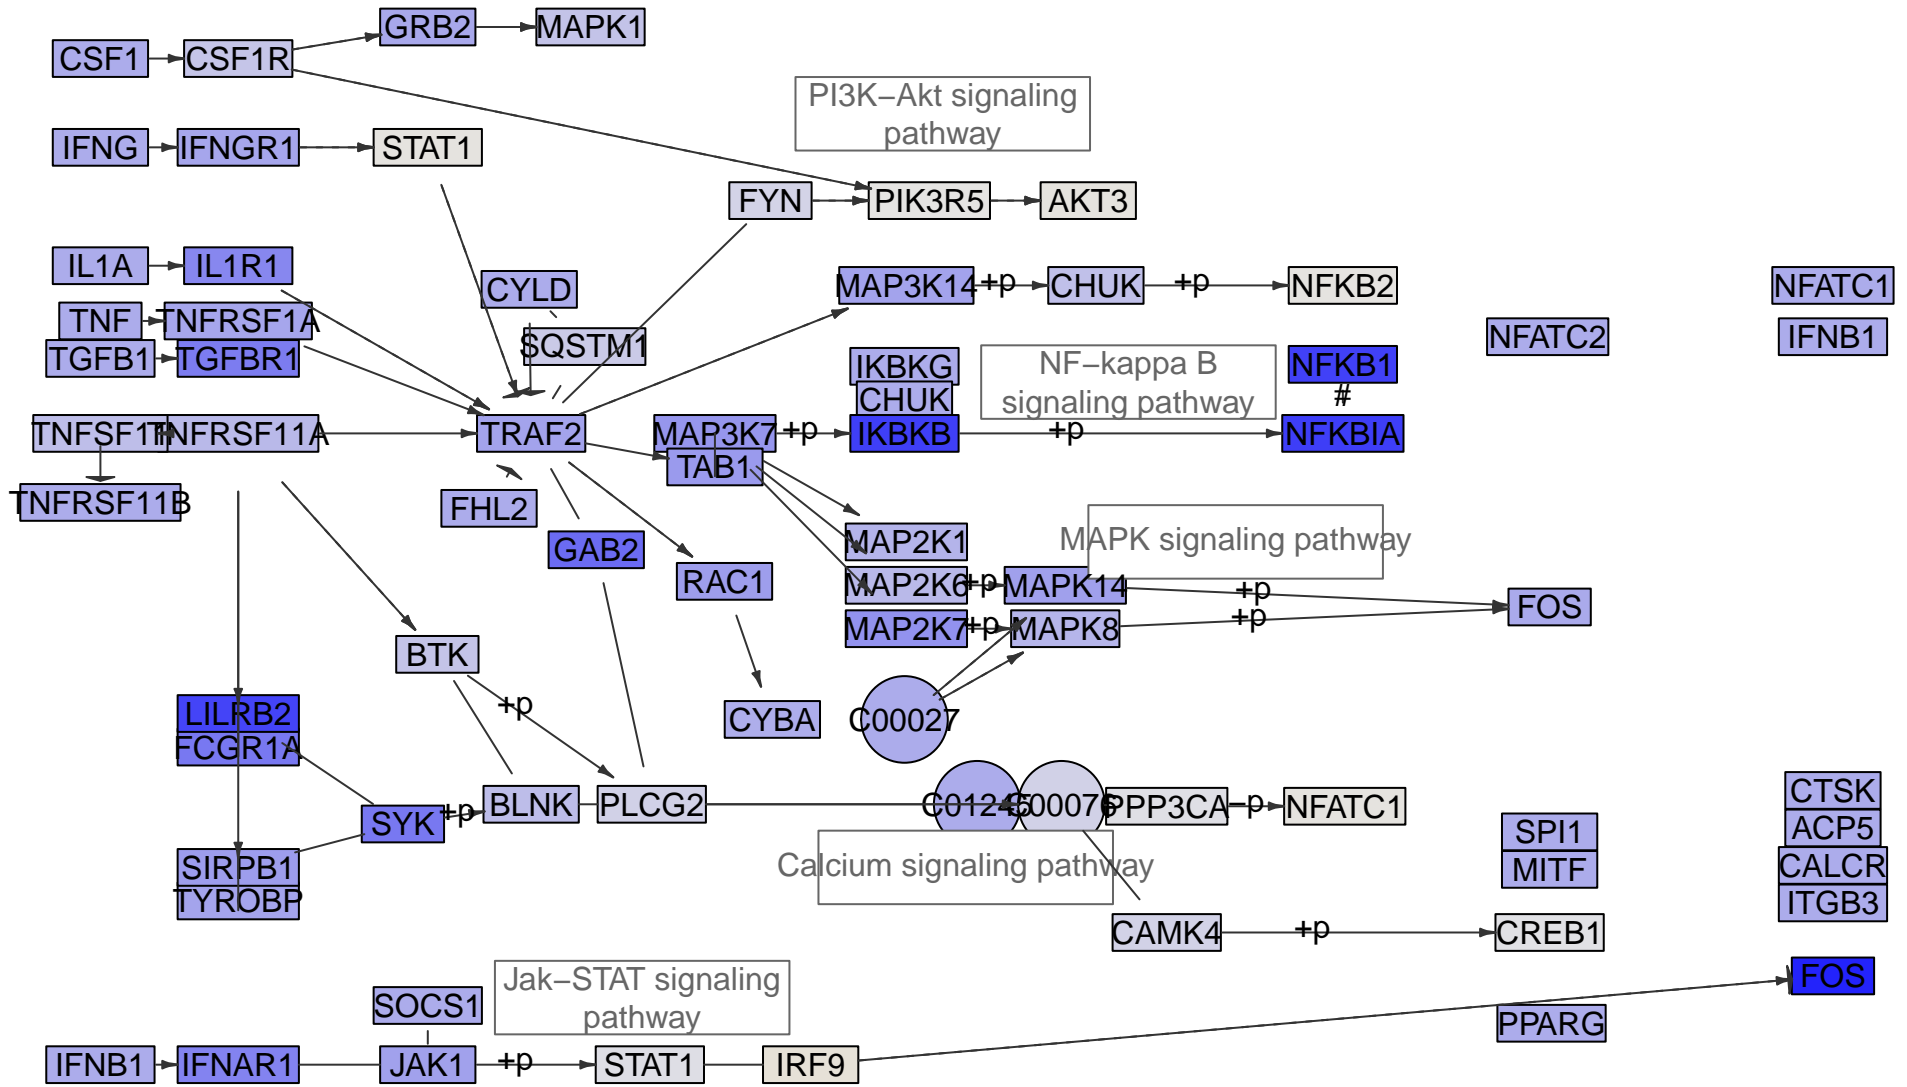 GRB2
MAPK1
CSF1
CSF1R
PI3K−Akt signaling
pathway
IFNG
IFNGR1
STAT1
FYN
PIK3R5
AKT3
IL1A
IL1R1
CYLD
MAP3K14
+p
CHUK
+p
NFKB2
NFATC1
TNF
TNFRSF1A
SQSTM1
NFATC2
IFNB1
TGFB1
TGFBR1
IKBKG
NF−kappa B
signaling pathway
NFKB1
CHUK
#
TNFRSF11A
TRAF2
MAP3K7
+p
IKBKB
+p
NFKBIA
TAB1
TNFRSF11B
FHL2
GAB2
MAP2K1
MAPK signaling pathway
RAC1
MAP2K6
+p
MAPK14
+p
FOS
MAP2K7
+p
MAPK8
+p
BTK
+p
LILRB2
CYBA
C00027
FCGR1A
SYK
+p
BLNK
PLCG2
C01245
C00076
PPP3CA
−p
NFATC1
CTSK
SPI1
ACP5
SIRPB1
Calcium signaling pathway
MITF
CALCR
TYROBP
ITGB3
CAMK4
+p
CREB1
Jak−STAT signaling
pathway
FOS
SOCS1
PPARG
IFNB1
IFNAR1
JAK1
+p
STAT1
IRF9